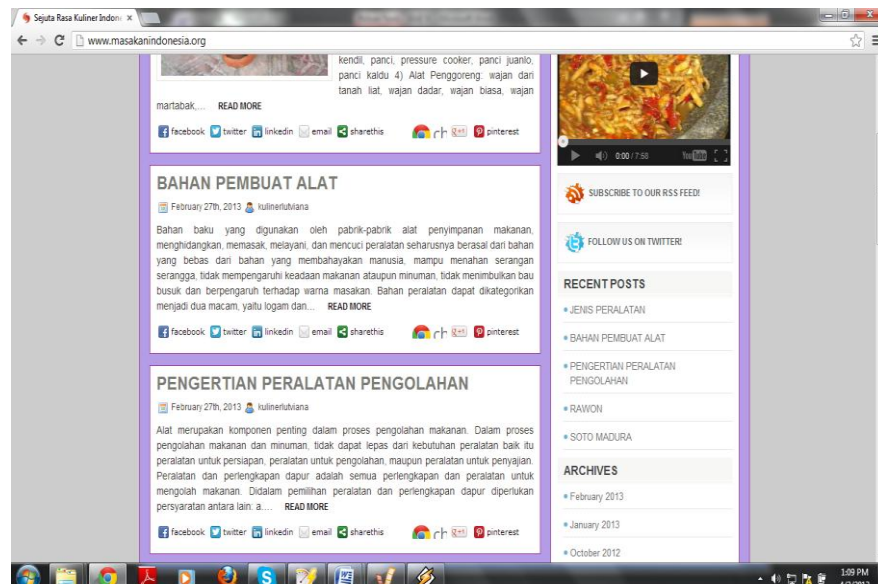 Sejuta Rasa Kuliner Indon
www.masakanindonesia.org
kendil, panci, pressure cooker, panci juanlo,
panci kaldu 4) Alat Penggoreng: wajan dari
tanah liat, wajan dadar, wajan biasa, wajan
martabak,... READ MORE
facebook twitter linkedin email sharethis ch g+1 pinterest
BAHAN PEMBUAT ALAT
February 27th, 2013 kulinerlutviana
Bahan baku yang digunakan oleh pabrik-pabrik alat penyimpanan makanan,
menghidangkan, memasak, melayani, dan mencuci peralatan seharusnya berasal dari bahan
yang bebas dari bahan yang membahayakan manusia, mampu menahan serangan
serangga, tidak mempengaruhi keadaan makanan ataupun minuman, tidak menimbulkan bau
busuk dan berpengaruh terhadap warna masakan. Bahan peralatan dapat dikategorikan
menjadi dua macam, yaitu logam dan... READ MORE
facebook twitter linkedin email sharethis ch g+1 pinterest
PENGERTIAN PERALATAN PENGOLAHAN
February 27th, 2013 kulinerlutviana
Alat merupakan komponen penting dalam proses pengolahan makanan. Dalam proses
pengolahan makanan dan minuman, tidak dapat lepas dari kebutuhan peralatan baik itu
peralatan untuk persiapan, peralatan untuk pengolahan, maupun peralatan untuk penyajian.
Peralatan dan perlengkapan dapur adalah semua perlengkapan dan peralatan untuk
mengolah makanan. Didalam pemilihan peralatan dan perlengkapan dapur diperlukan
persyaratan antara lain: a.... READ MORE
facebook twitter linkedin email sharethis ch g+1 pinterest
0:00 / 7:58 YouTube
SUBSCRIBE TO OUR RSS FEED!
FOLLOW US ON TWITTER!
RECENT POSTS
JENIS PERALATAN
BAHAN PEMBUAT ALAT
PENGERTIAN PERALATAN
PENGOLAHAN
RAWON
SOTO MADURA
ARCHIVES
February 2013
January 2013
October 2012
1:09 PM